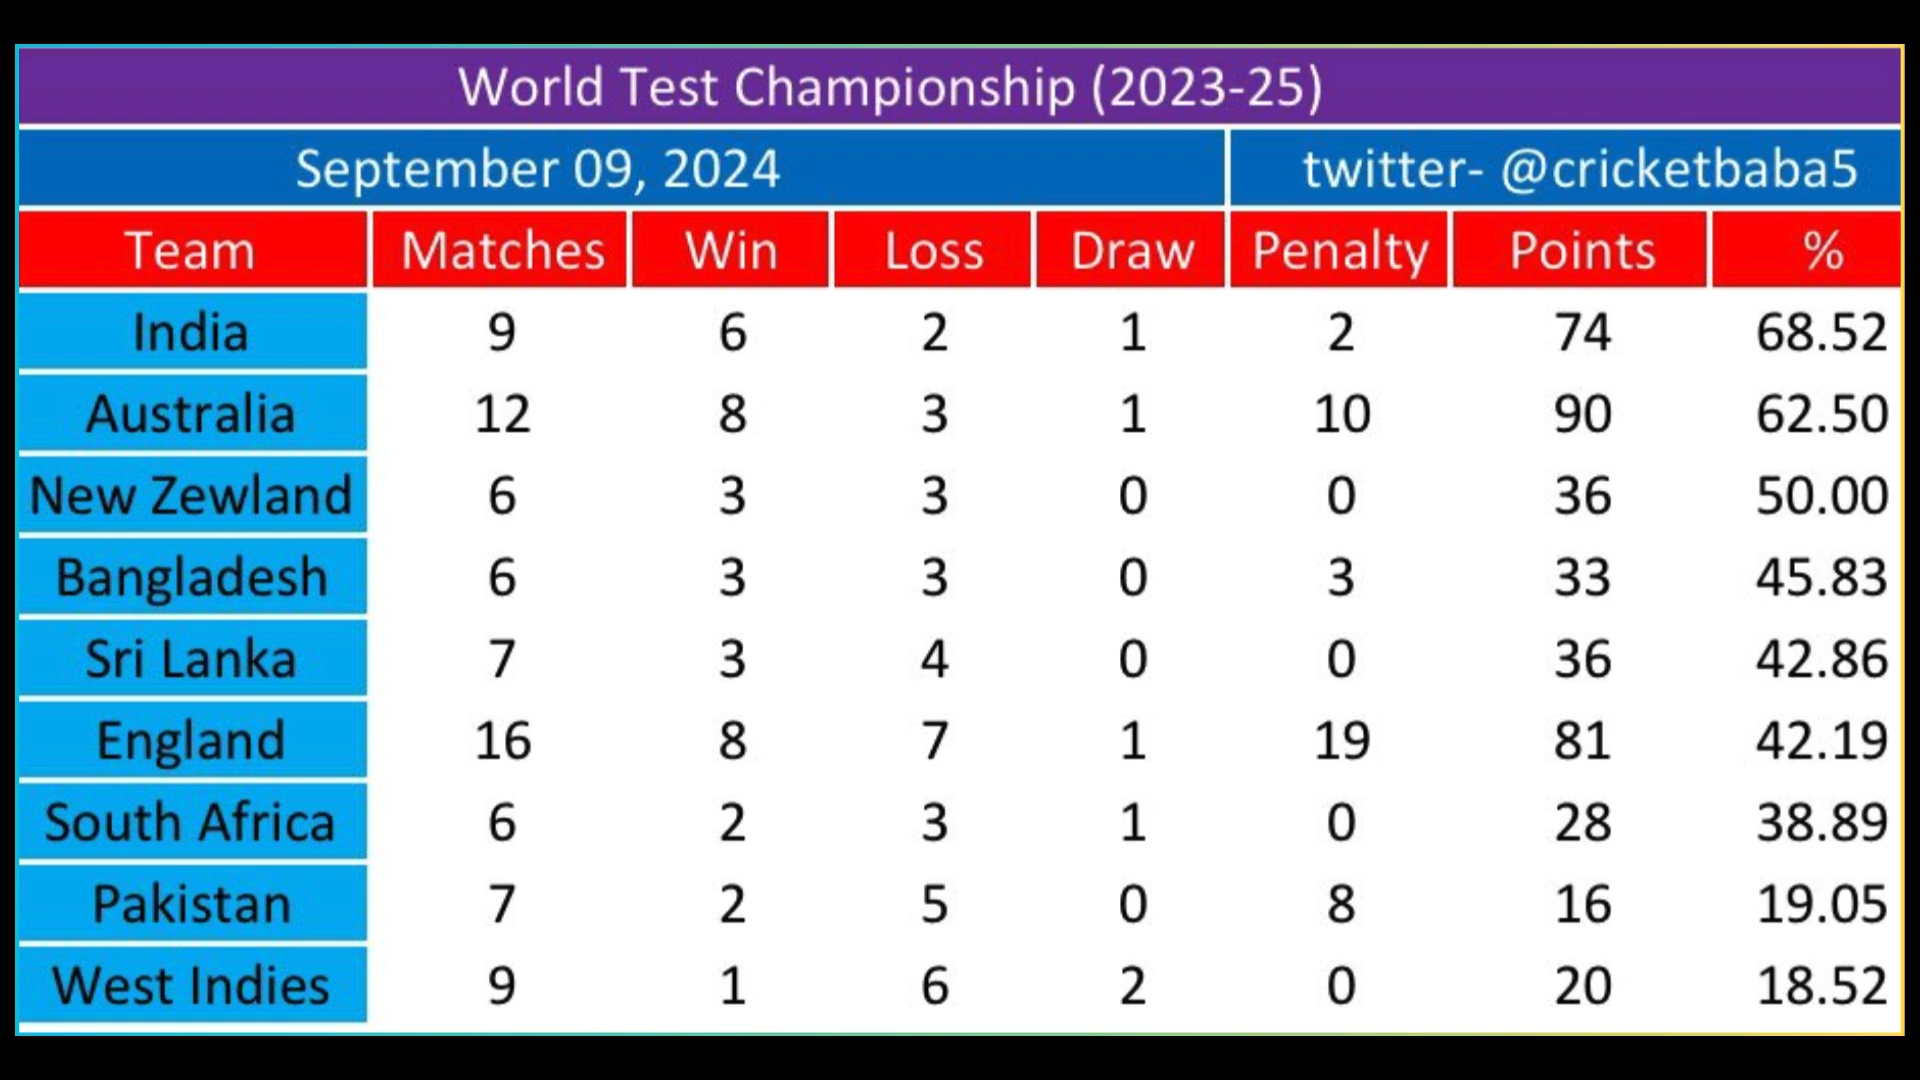 World Test Championship (2023-25)
September 09, 2024 twitter- @cricketbaba5
Team Matches Win Loss Draw Penalty Points %
India 9 6 2 1 2 74 68.52
Australia 12 8 3 1 10 90 62.50
New Zewland 6 3 3 0 0 36 50.00
Bangladesh 6 3 3 0 3 33 45.83
Sri Lanka 7 3 4 0 0 36 42.86
England 16 8 7 1 19 81 42.19
South Africa 6 2 3 1 0 28 38.89
Pakistan 7 2 5 0 8 16 19.05
West Indies 9 1 6 2 0 20 18.52